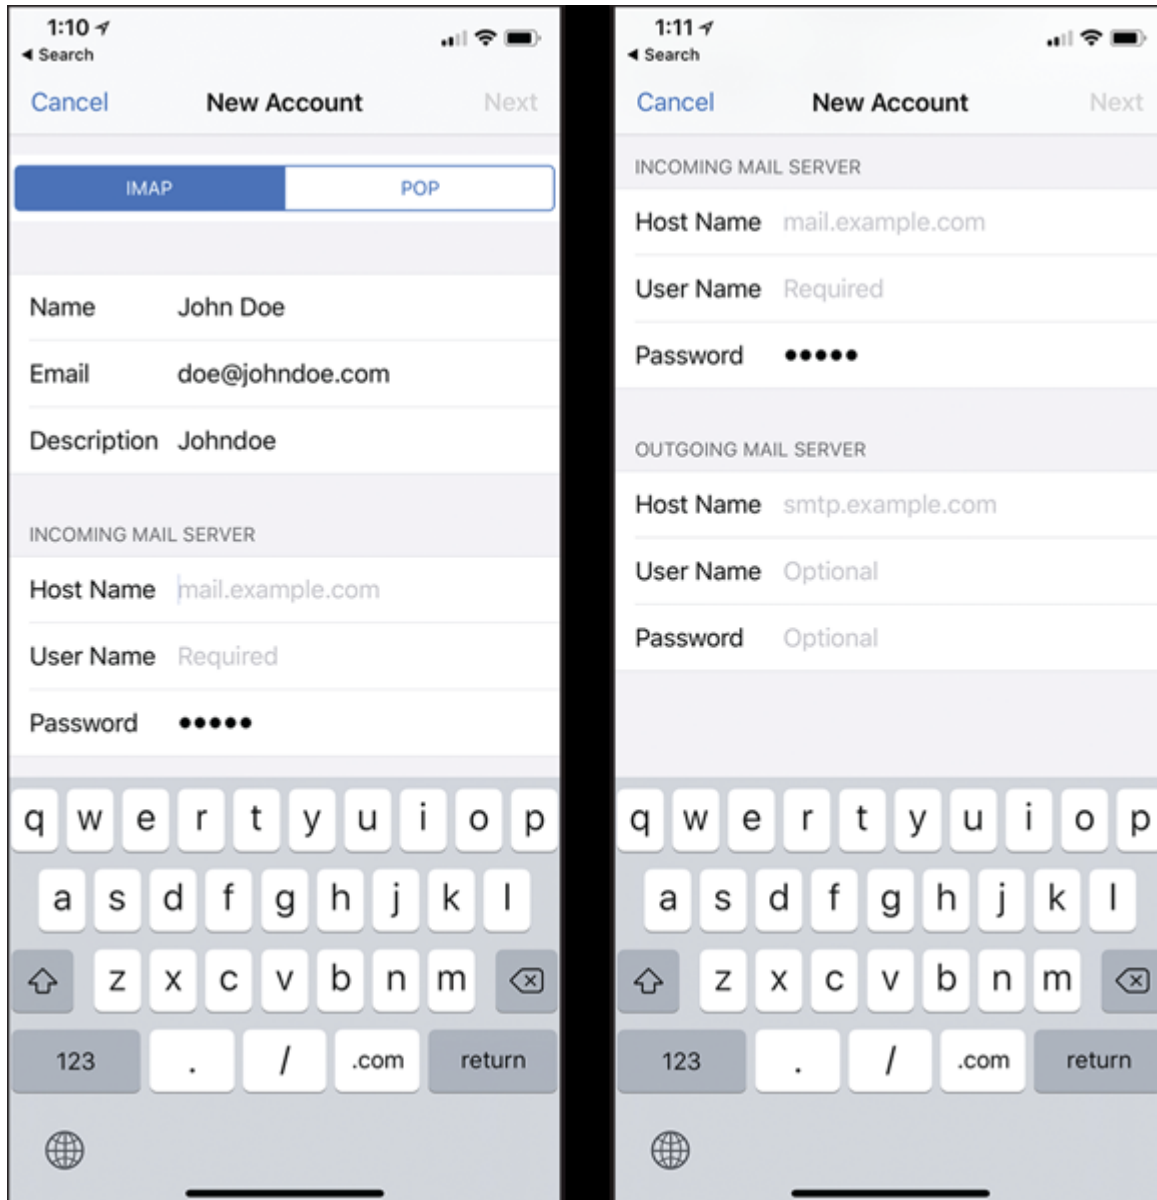 1:10
◀ Search
Cancel New Account Next
IMAP POP
Name John Doe
Email doe@johndoe.com
Description Johndoe
INCOMING MAIL SERVER
Host Name mail.example.com
User Name Required
Password •••••
q w e r t y u i o p
a s d f g h j k l
z x c v b n m
123 . / .com return
1:11
◀ Search
Cancel New Account Next
INCOMING MAIL SERVER
Host Name mail.example.com
User Name Required
Password •••••
OUTGOING MAIL SERVER
Host Name smtp.example.com
User Name Optional
Password Optional
q w e r t y u i o p
a s d f g h j k l
z x c v b n m
123 . / .com return